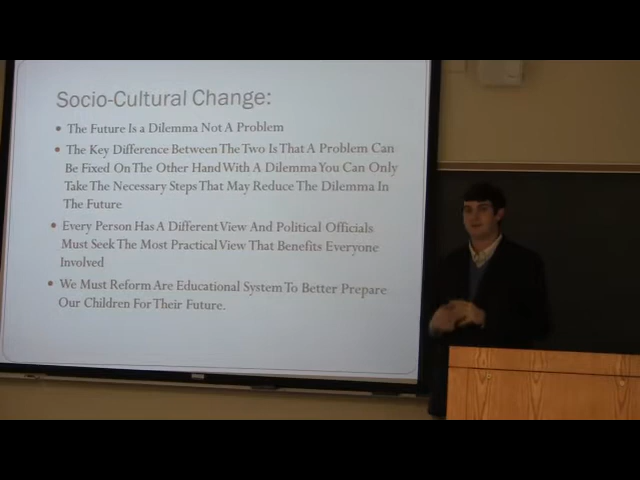 Socio-Cultural Change:
• The Future Is a Dilemma Not A Problem
• The Key Difference Between The Two Is That A Problem Can
Be Fixed On The Other Hand With A Dilemma You Can Only
Take The Necessary Steps That May Reduce The Dilemma In
The Future
• Every Person Has A Different View And Political Officials
Must Seek The Most Practical View That Benefits Everyone
Involved
• We Must Reform Are Educational System To Better Prepare
Our Children For Their Future.